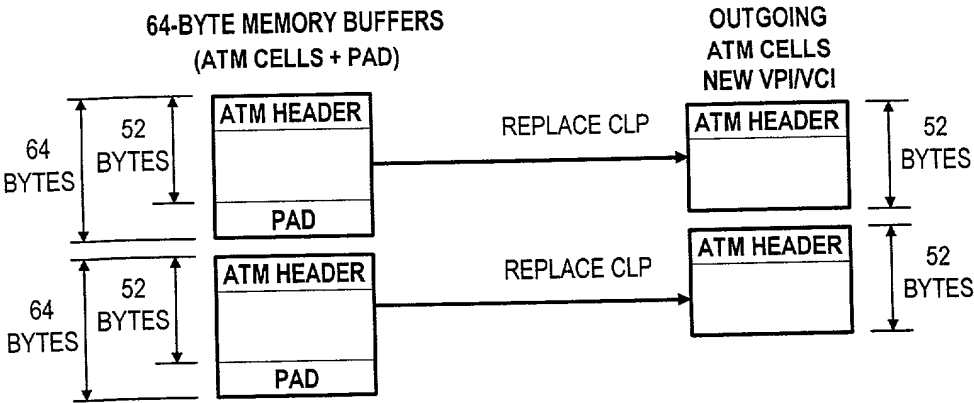 64-BYTE MEMORY BUFFERS
(ATM CELLS + PAD)
OUTGOING
ATM CELLS
NEW VPI/VCI
64
BYTES
52
BYTES
ATM HEADER
PAD
REPLACE CLP
ATM HEADER
52
BYTES
64
BYTES
52
BYTES
ATM HEADER
PAD
REPLACE CLP
ATM HEADER
52
BYTES